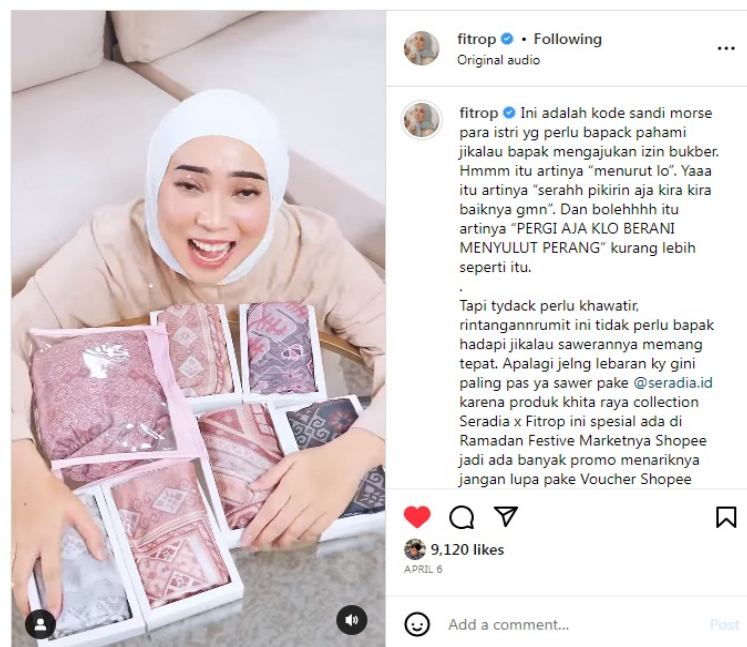 fitrop • Following
Original audio
fitrop Ini adalah kode sandi morse
para istri yg perlu bapack pahami
jikalau bapak mengajukan izin bukber.
Hmmm itu artinya “menurut lo”. Yaaa
itu artinya “serahh pikirin aja kira kira
baiknya gmn”. Dan bolehhhh itu
artinya “PERGI AJA KLO BERANI
MENYULUT PERANG” kurang lebih
seperti itu.
.
Tapi tydack perlu khawatir,
rintangannrumit ini tidak perlu bapak
hadapi jikalau sawerannya memang
tepat. Apalagi jelng lebaran ky gini
paling pas ya sawer pake @seradia.id
karena produk khita raya collection
Seradia x Fitrop ini spesial ada di
Ramadan Festive Marketnya Shopee
jadi ada banyak promo menariknya
jangan lupa pake Voucher Shopee
9,120 likes
APRIL 6
Add a comment...
Post